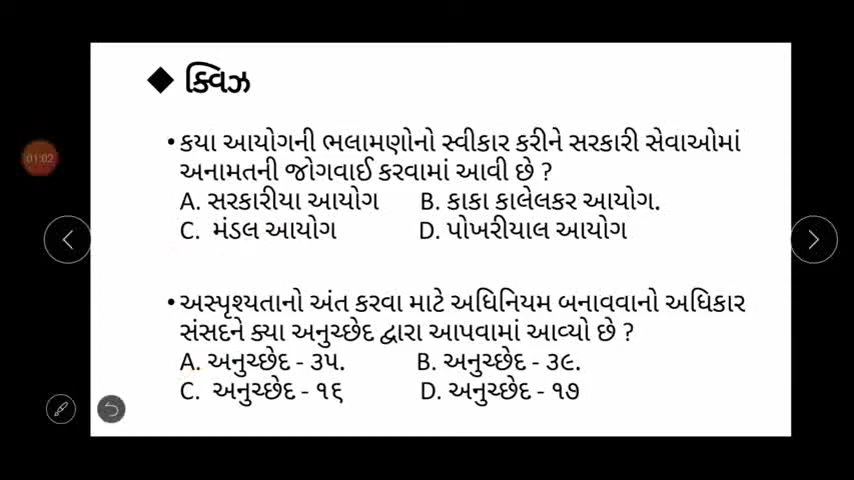 01:02
◆ ક્વિઝ
• કયા આયોગની ભલામણોનો સ્વીકાર કરીને સરકારી સેવાઓમાં
અનામતની જોગવાઈ કરવામાં આવી છે ?
A. સરકારીયા આયોગ B. કાકા કાલેલકર આયોગ.
C. મંડલ આયોગ D. પોખરીયાલ આયોગ
• અસ્પૃશ્યતાનો અંત કરવા માટે અધિનિયમ બનાવવાનો અધિકાર
સંસદને ક્યા અનુચ્છેદ દ્વારા આપવામાં આવ્યો છે ?
A. અનુચ્છેદ - ૩૫. B. અનુચ્છેદ - ૩૯.
C. અનુચ્છેદ - ૧૬ D. અનુચ્છેદ - ૧૭